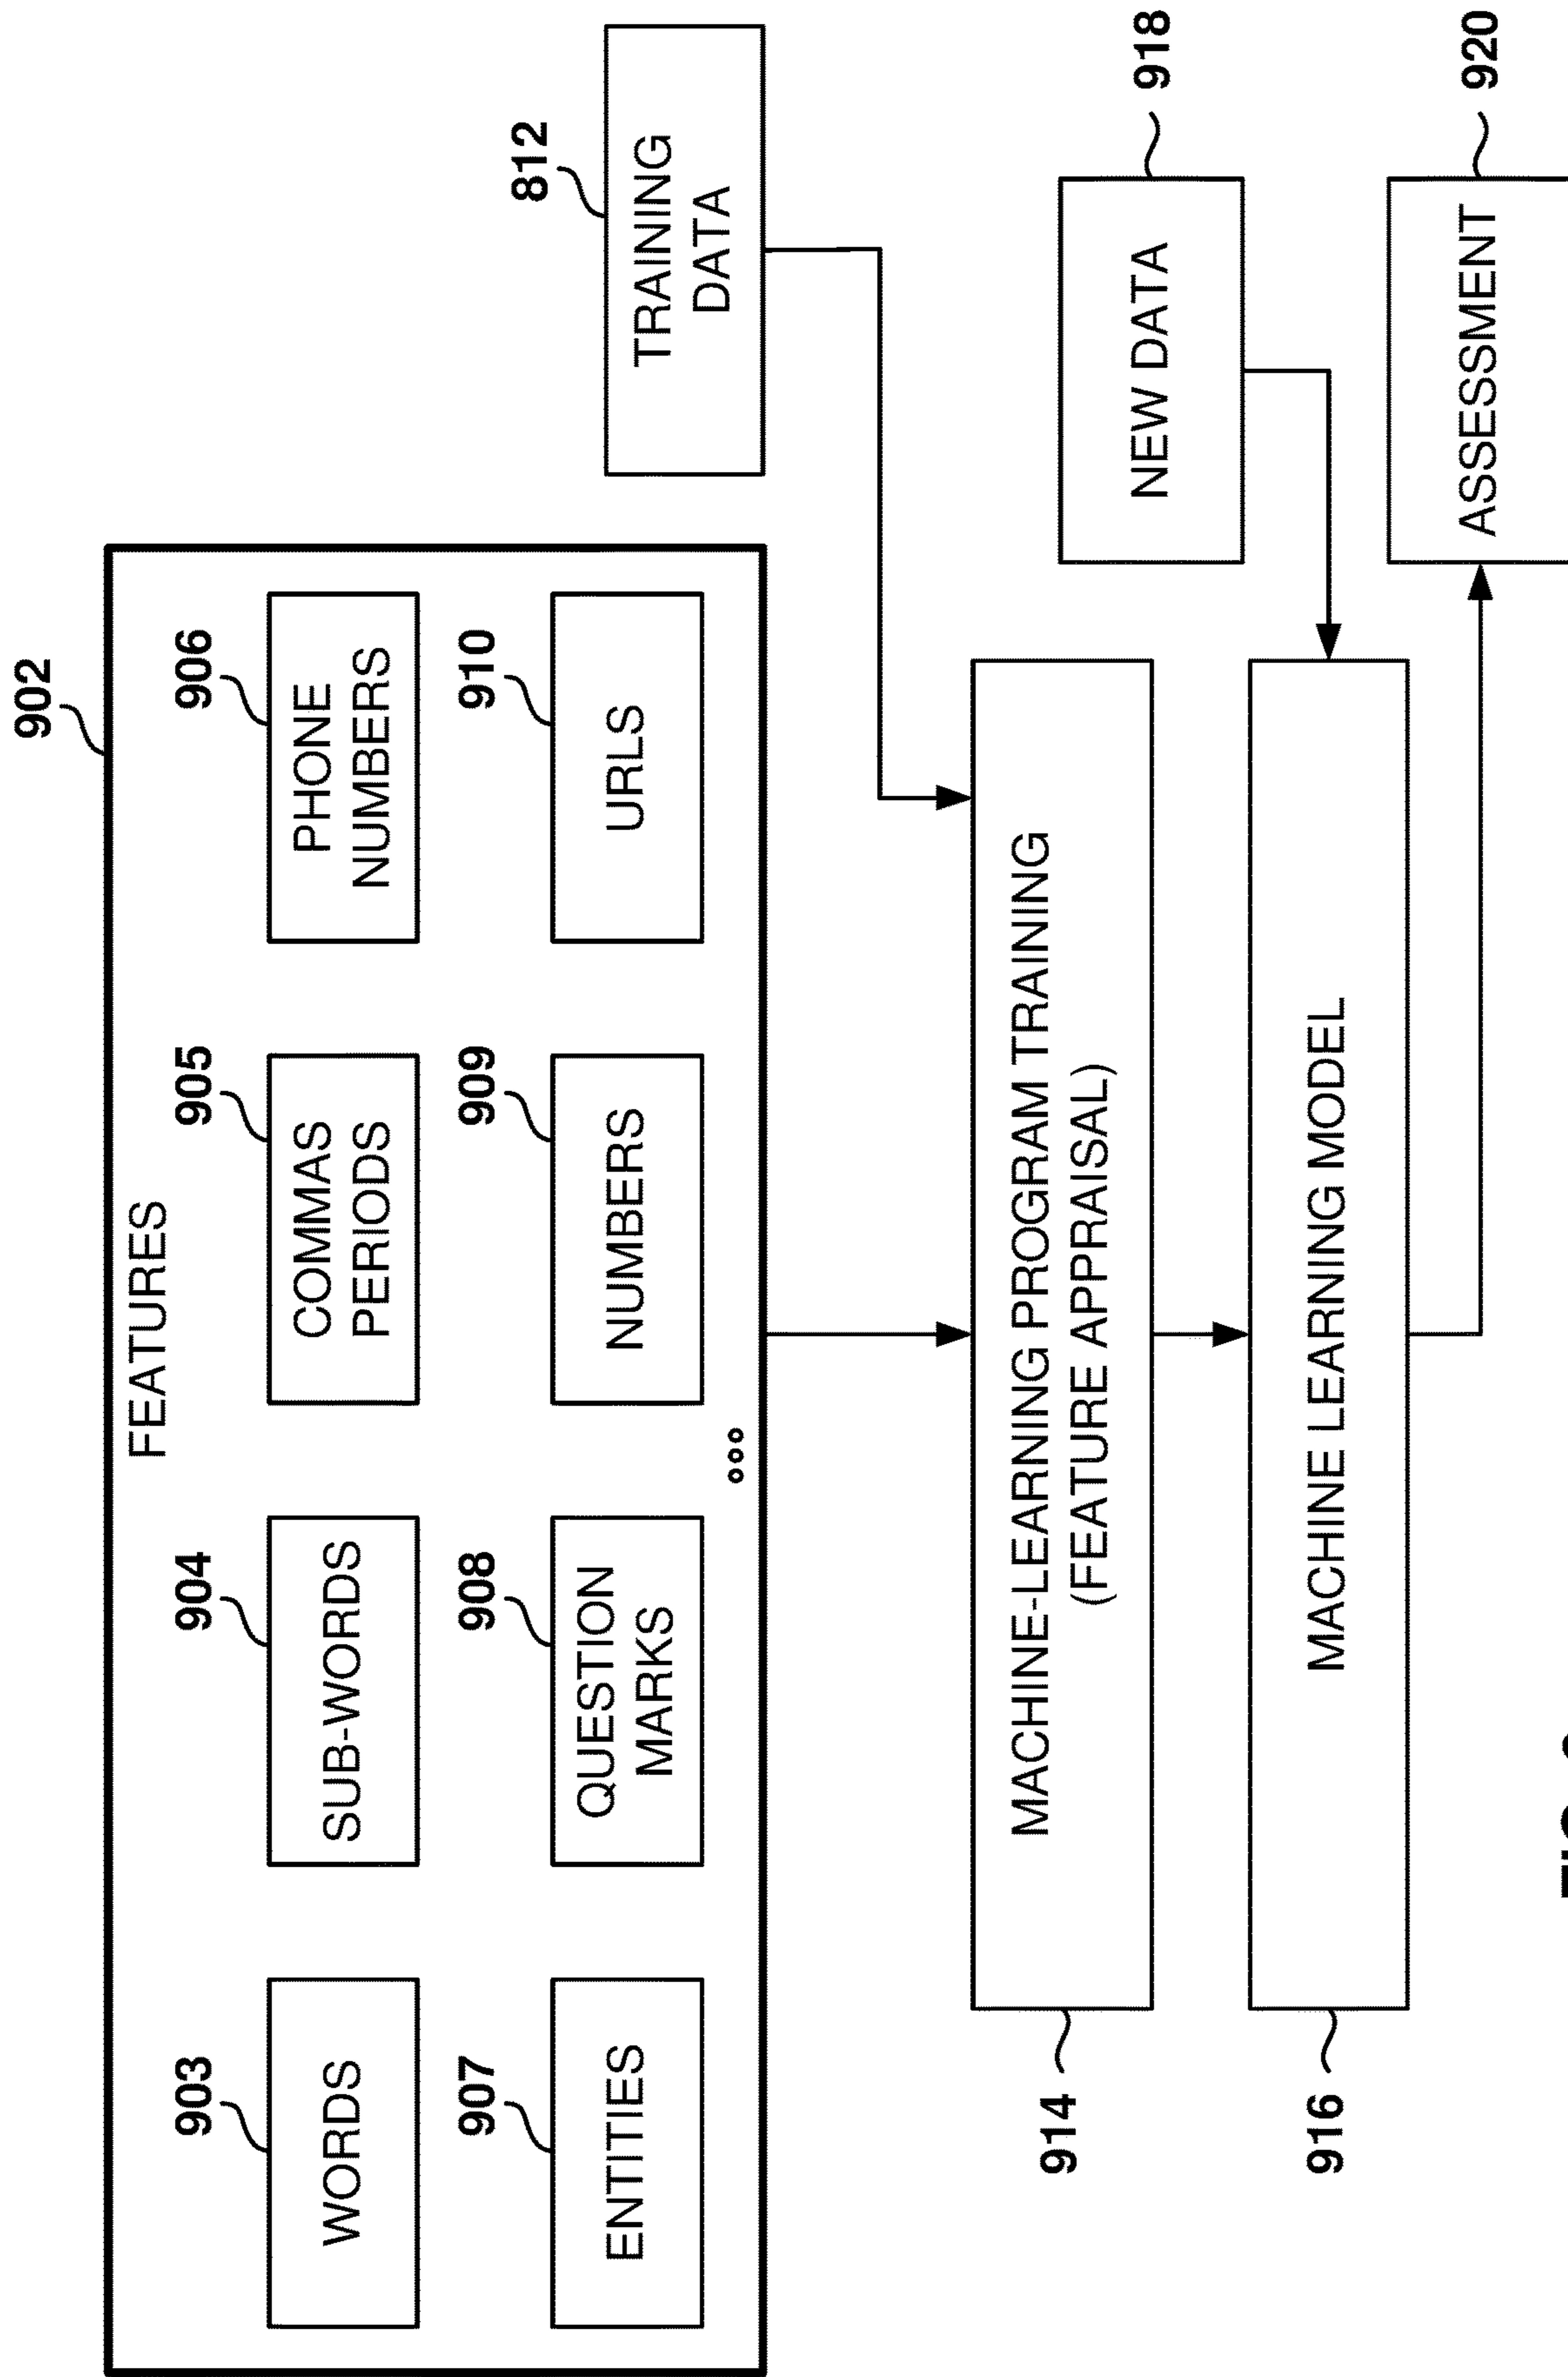 902
FEATURES
903
904
905
906
WORDS
SUB-WORDS
COMMAS
PERIODS
PHONE
NUMBERS
907
908
909
910
ENTITIES
QUESTION
MARKS
NUMBERS
URLS
812
TRAINING
DATA
914
MACHINE-LEARNING PROGRAM TRAINING
(FEATURE APPRAISAL)
918
NEW DATA
916
MACHINE LEARNING MODEL
920
ASSESSMENT
FIG.